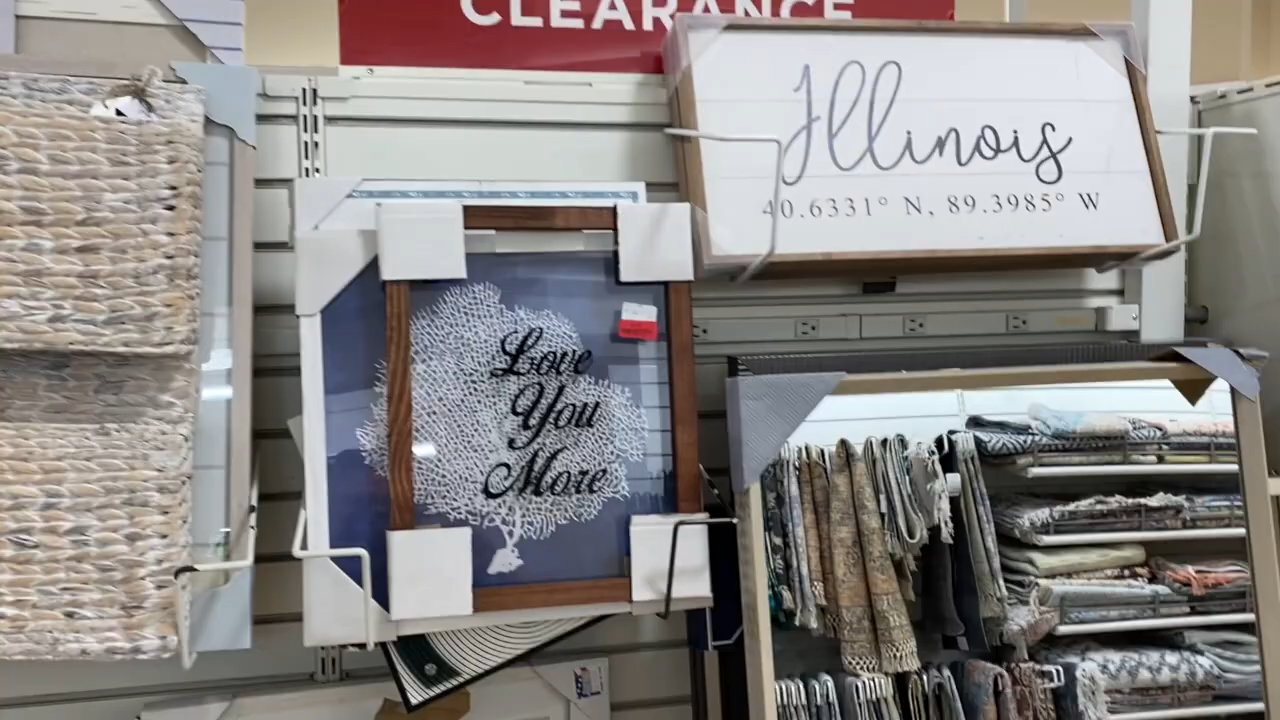 CLEARANCE
Illinois
40.6331° N, 89.3985° W
Love
You
More